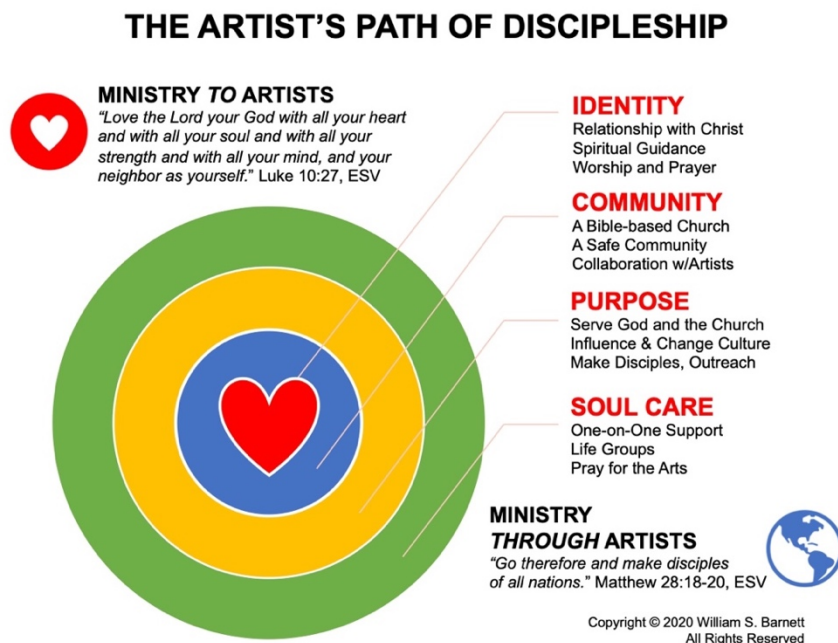 THE ARTIST’S PATH OF DISCIPLESHIP
MINISTRY TO ARTISTS
“Love the Lord your God with all your heart
and with all your soul and with all your
strength and with all your mind, and your
neighbor as yourself.” Luke 10:27, ESV
IDENTITY
Relationship with Christ
Spiritual Guidance
Worship and Prayer
COMMUNITY
A Bible-based Church
A Safe Community
Collaboration w/Artists
PURPOSE
Serve God and the Church
Influence & Change Culture
Make Disciples, Outreach
SOUL CARE
One-on-One Support
Life Groups
Pray for the Arts
MINISTRY
THROUGH ARTISTS
“Go therefore and make disciples
of all nations.” Matthew 28:18-20, ESV
Copyright © 2020 William S. Barnett
All Rights Reserved